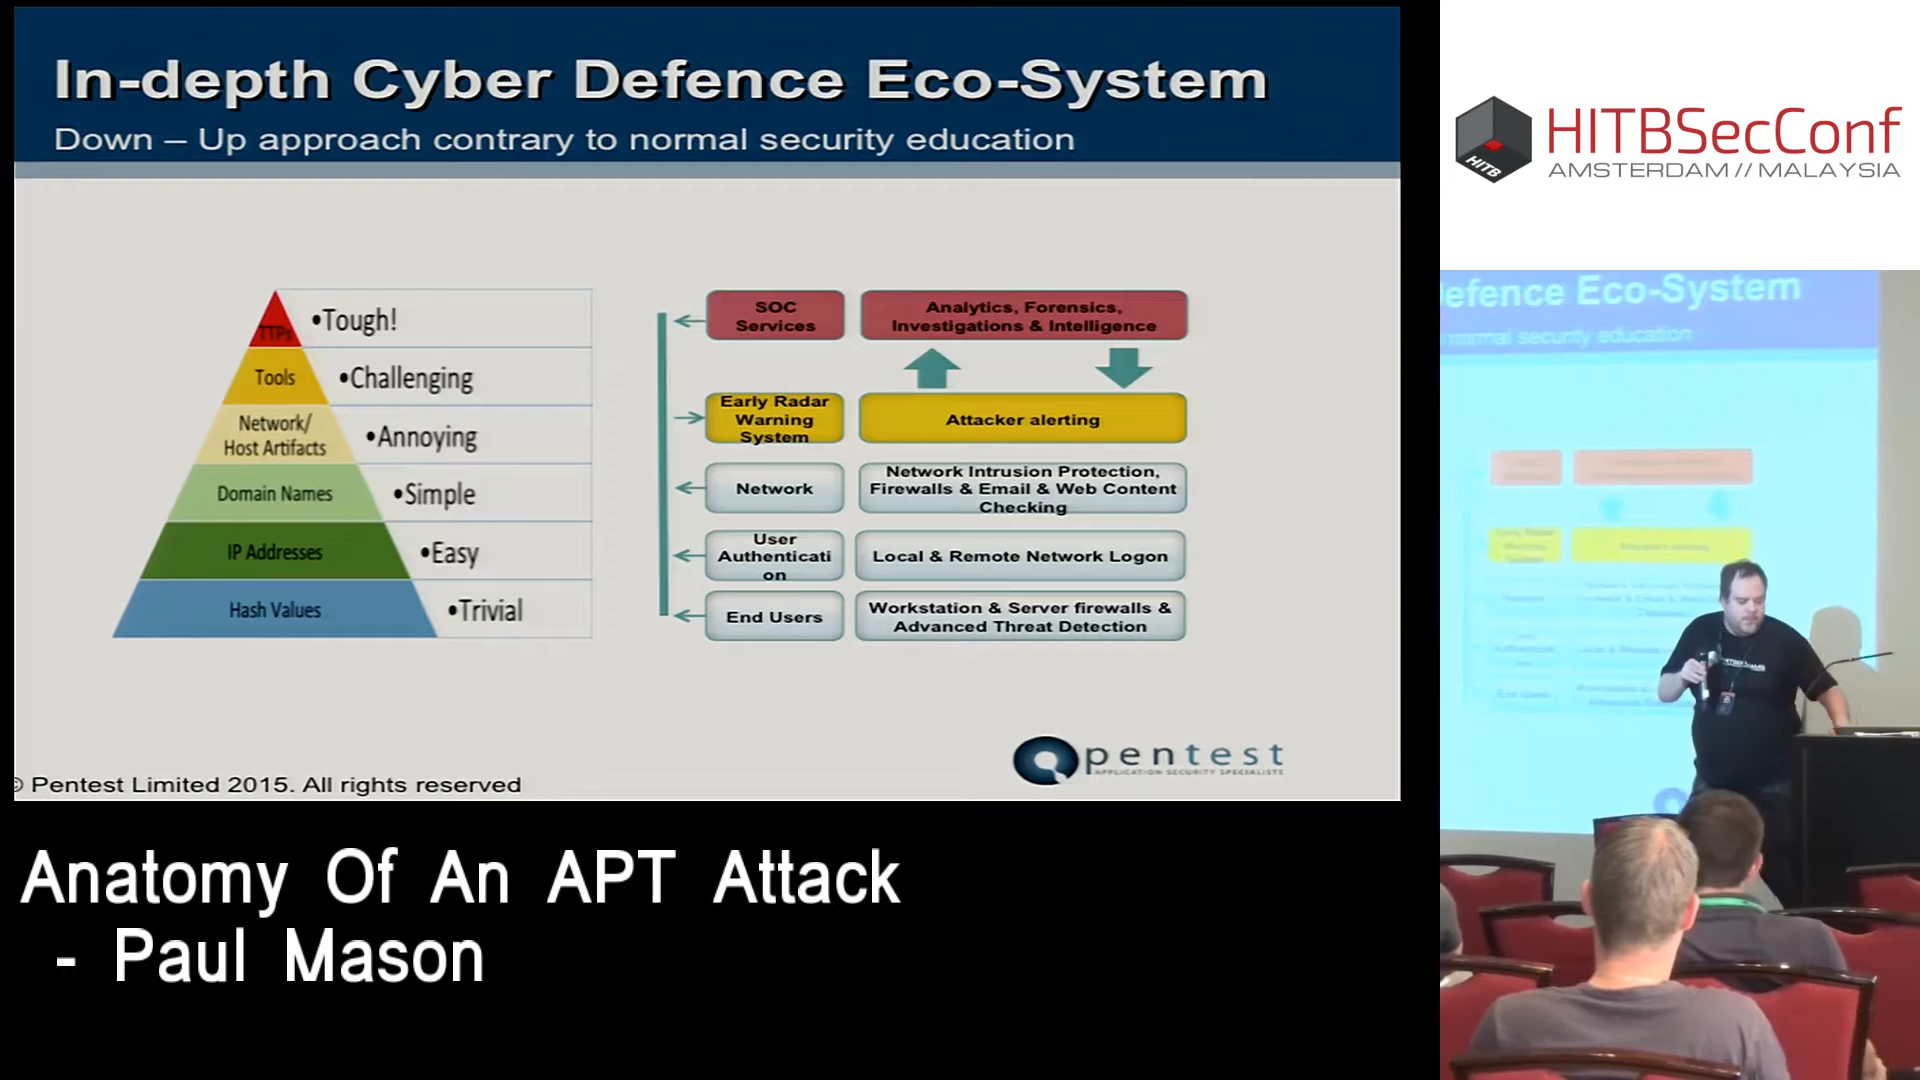 In-depth Cyber Defence Eco-System
Down – Up approach contrary to normal security education
TTPs
•Tough!
Tools
•Challenging
Network/
Host Artifacts
•Annoying
Domain Names
•Simple
IP Addresses
•Easy
Hash Values
•Trivial
SOC
Services
Analytics, Forensics,
Investigations & Intelligence
Early Radar
Warning
System
Attacker alerting
Network
Network Intrusion Protection,
Firewalls & Email & Web Content
Checking
User
Authenticati
on
Local & Remote Network Logon
End Users
Workstation & Server firewalls &
Advanced Threat Detection
pentest
APPLICATION SECURITY SPECIALISTS
© Pentest Limited 2015. All rights reserved
Anatomy Of An APT Attack
- Paul Mason
HITB
HITBSecConf
AMSTERDAM // MALAYSIA
efence Eco-System
normal security education